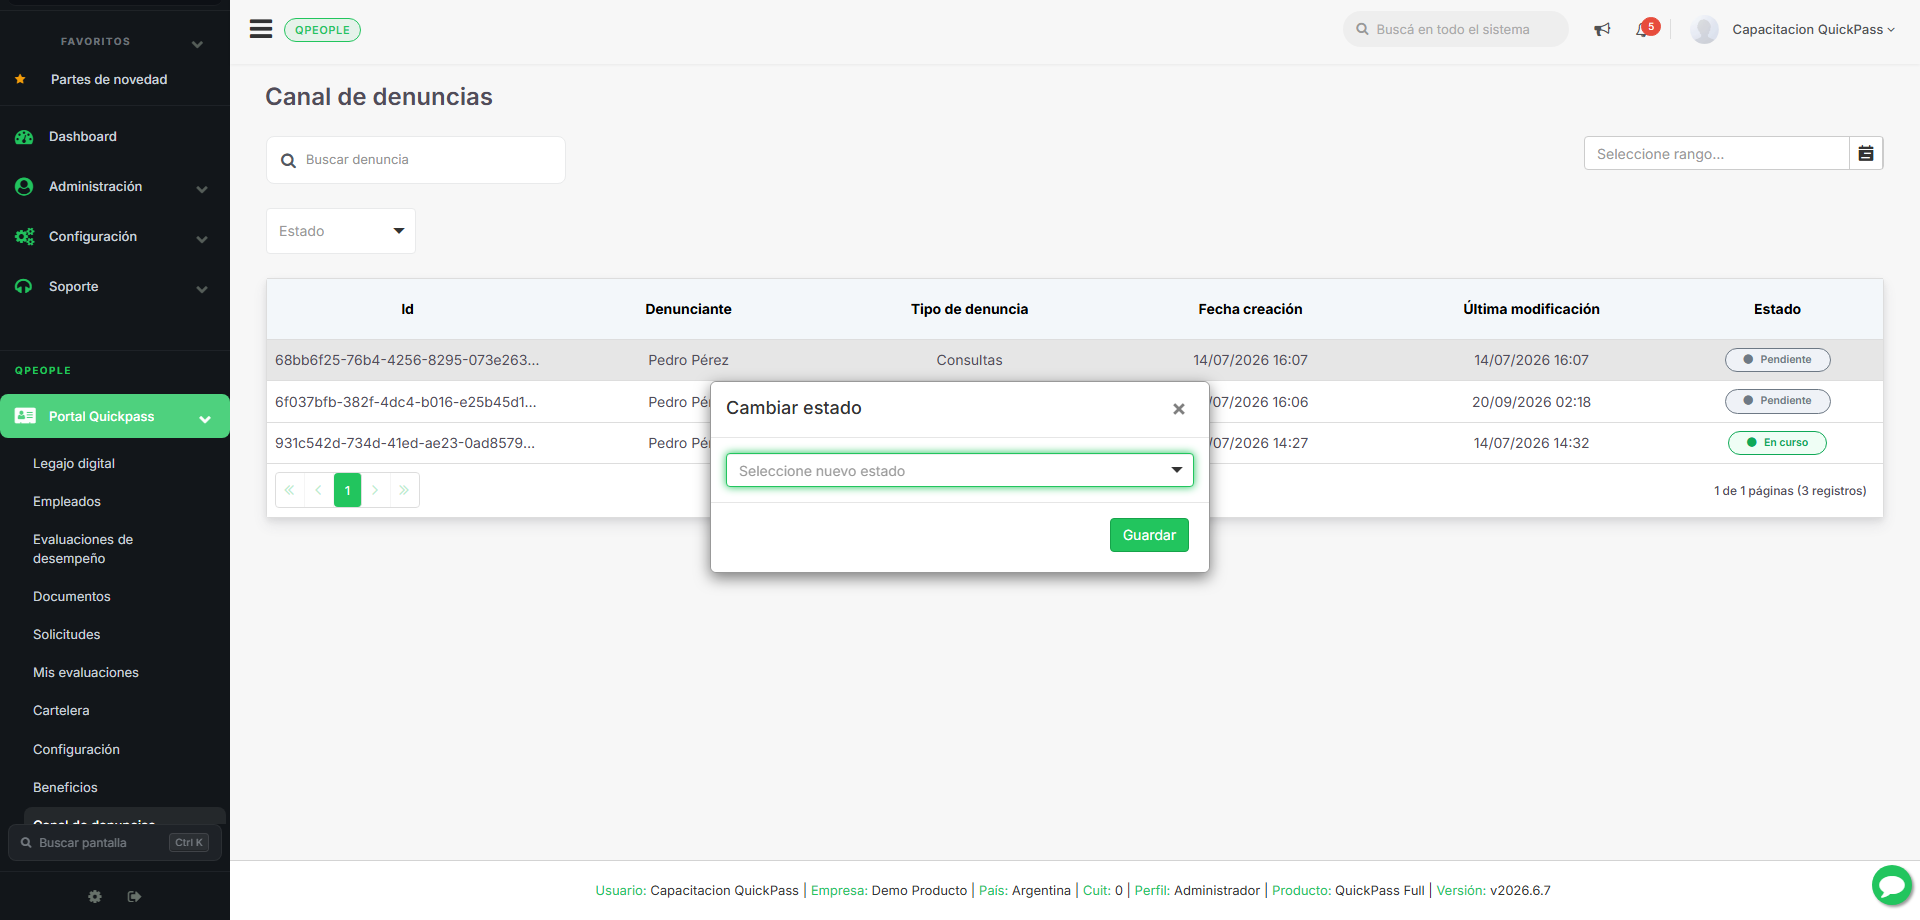 FAVORITOS
Partes de novedad
Dashboard
Administración
Configuración
Soporte
QPEOPLE
Portal Quickpass
Legajo digital
Empleados
Evaluaciones de
desempeño
Documentos
Solicitudes
Mis evaluaciones
Cartelera
Configuración
Beneficios
Canal de denuncias
Buscar pantalla Ctrl K
QPEOPLE
Buscá en todo el sistema
5
Capacitacion QuickPass
Canal de denuncias
Buscar denuncia
Seleccione rango...
Estado
Id Denunciante Tipo de denuncia Fecha creación Última modificación Estado
68bb6f25-76b4-4256-8295-073e263... Pedro Pérez Consultas 14/07/2026 16:07 14/07/2026 16:07 Pendiente
6f037bfb-382f-4dc4-b016-e25b45d1... Pedro Pé /07/2026 16:06 20/09/2026 02:18 Pendiente
931c542d-734d-41ed-ae23-0ad8579... Pedro Pé /07/2026 14:27 14/07/2026 14:32 En curso
« ‹ 1 › »
1 de 1 páginas (3 registros)
Cambiar estado ×
Seleccione nuevo estado
Guardar
Usuario: Capacitacion QuickPass | Empresa: Demo Producto | País: Argentina | Cuit: 0 | Perfil: Administrador | Producto: QuickPass Full | Versión: v2026.6.7